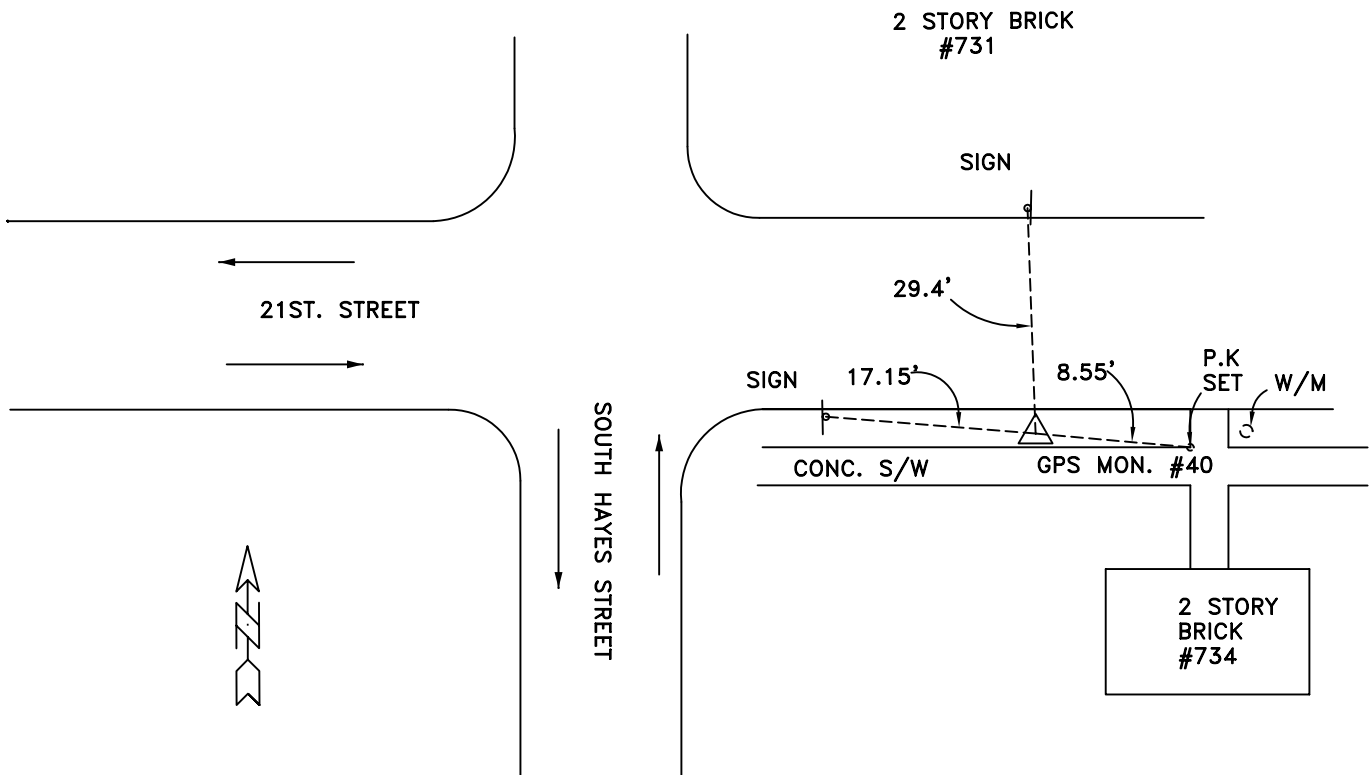 2 STORY BRICK
#731
SIGN
29.4'
21ST. STREET
SIGN
17.15'
8.55'
P.K
SET
W/M
CONC. S/W
GPS MON. #40
SOUTH HAYES STREET
N
2 STORY
BRICK
#734